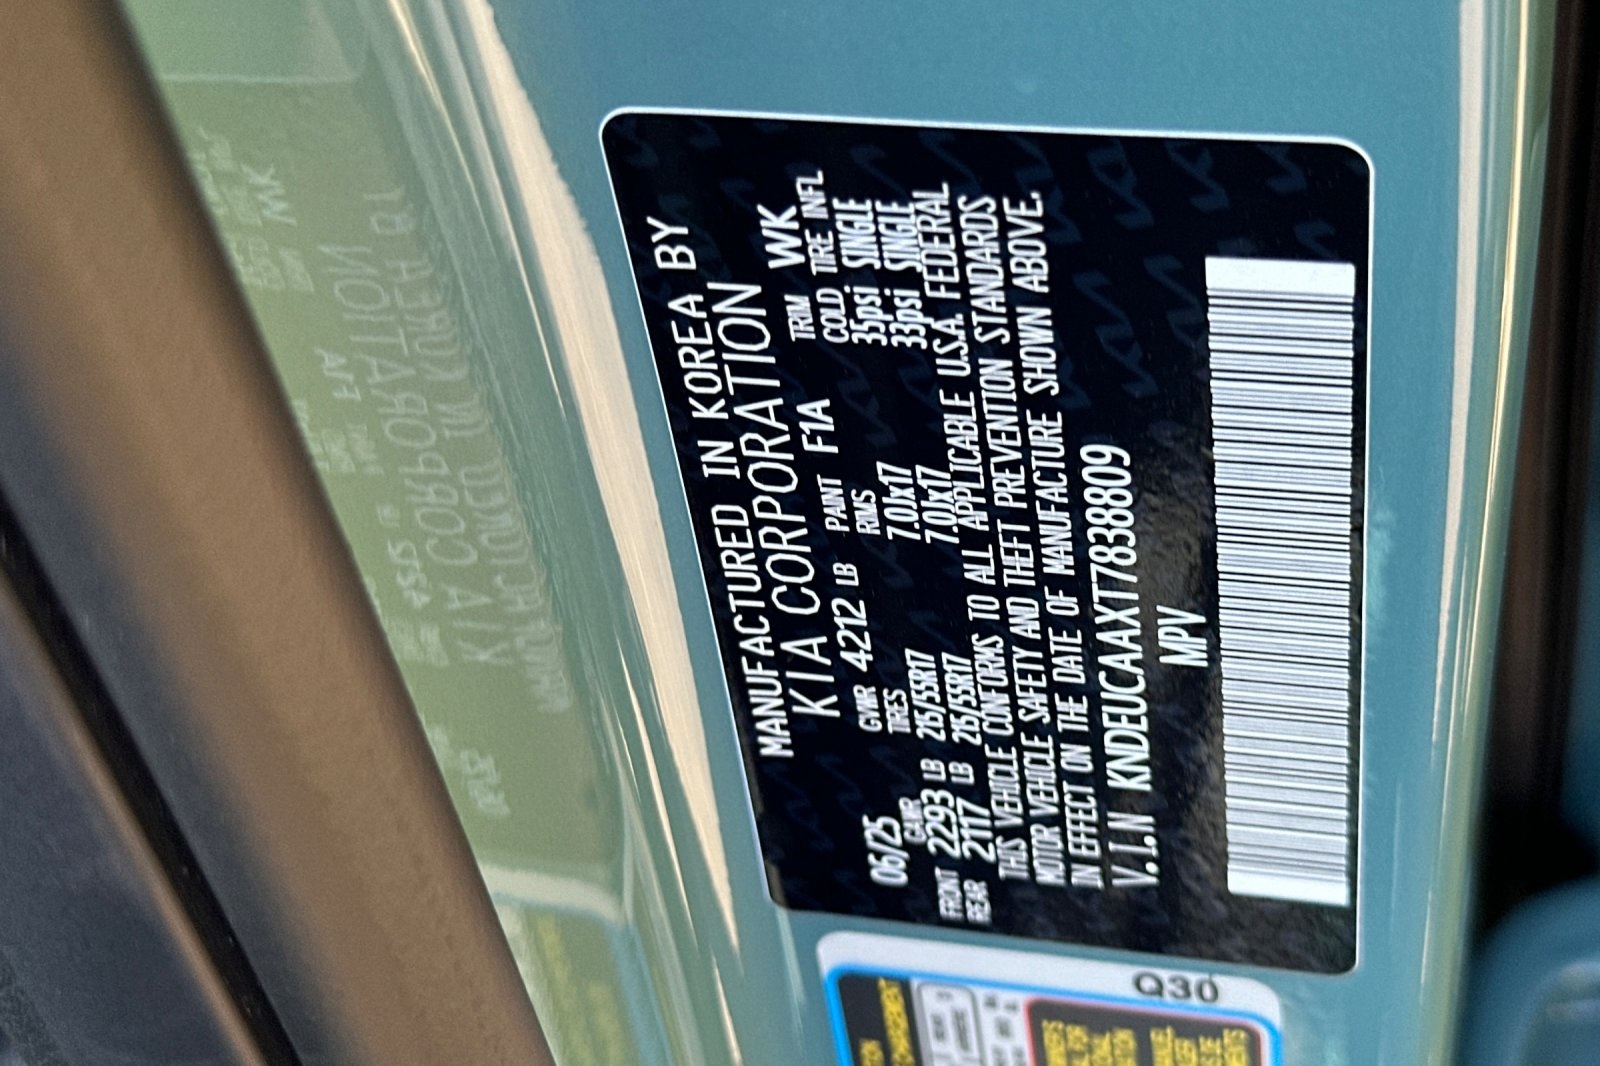 MANUFACTURED IN KOREA BY
KIA CORPORATION
06/25 GVWR 4212 LB PAINT F1A TRIM WK
GAWR TIRES RIMS COLD TIRE INFL
FRONT 2293 LB 215/55R17 7.0Jx17 35psi SINGLE
REAR 2117 LB 215/55R17 7.0Jx17 33psi SINGLE
THIS VEHICLE CONFORMS TO ALL APPLICABLE U.S.A. FEDERAL
MOTOR VEHICLE SAFETY AND THEFT PREVENTION STANDARDS
IN EFFECT ON THE DATE OF MANUFACTURE SHOWN ABOVE.
V.I.N KNDEUCAAXT7838809
MPV
Q30